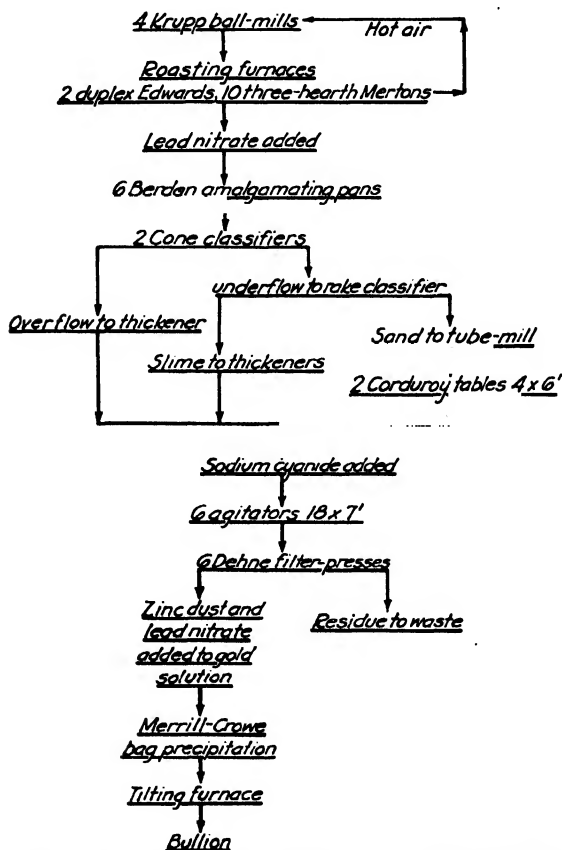 4 Krupp ball-mills
Hot air
Roasting furnaces
2 duplex Edwards, 10 three-hearth Mertons
Lead nitrate added
6 Berdan amalgamating pans
2 Cone classifiers
underflow to rake classifier
Overflow to thickener
Sand to tube-mill
Slime to thickeners
2 Corduroy tables 4 x 6'
Sodium cyanide added
6 agitators 18 x 7'
6 Dehne filter-presses
Zinc dust and
lead nitrate
added to gold
solution
Residue to waste
Merrill-Crowe
bag precipitation
Tilting furnace
Bullion